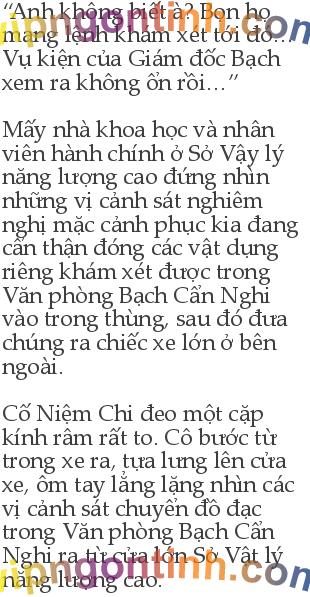 “Anh không biết à? Bọn họ
mang lệnh khám xét tới đó...
Vụ kiện của Giám đốc Bạch
xem ra không ổn rồi...”
Mấy nhà khoa học và nhân
viên hành chính ở Sở Vậy lý
năng lượng cao đứng nhìn
những vị cảnh sát nghiêm
nghị mặc cảnh phục kia đang
cẩn thận đóng các vật dụng
riêng khám xét được trong
Văn phòng Bạch Cẩn Nghi
vào trong thùng, sau đó đưa
chúng ra chiếc xe lớn ở bên
ngoài.
Cố Niệm Chi đeo một cặp
kính râm rất to. Cô bước từ
trong xe ra, tựa lưng lên cửa
xe, ôm tay lẳng lặng nhìn các
vị cảnh sát chuyển đồ đạc
trong Văn phòng Bạch Cẩn
Nghi ra từ cửa lớn Sở Vật lý
năng lượng cao.
vipngontinh.com
vipngontinh.com